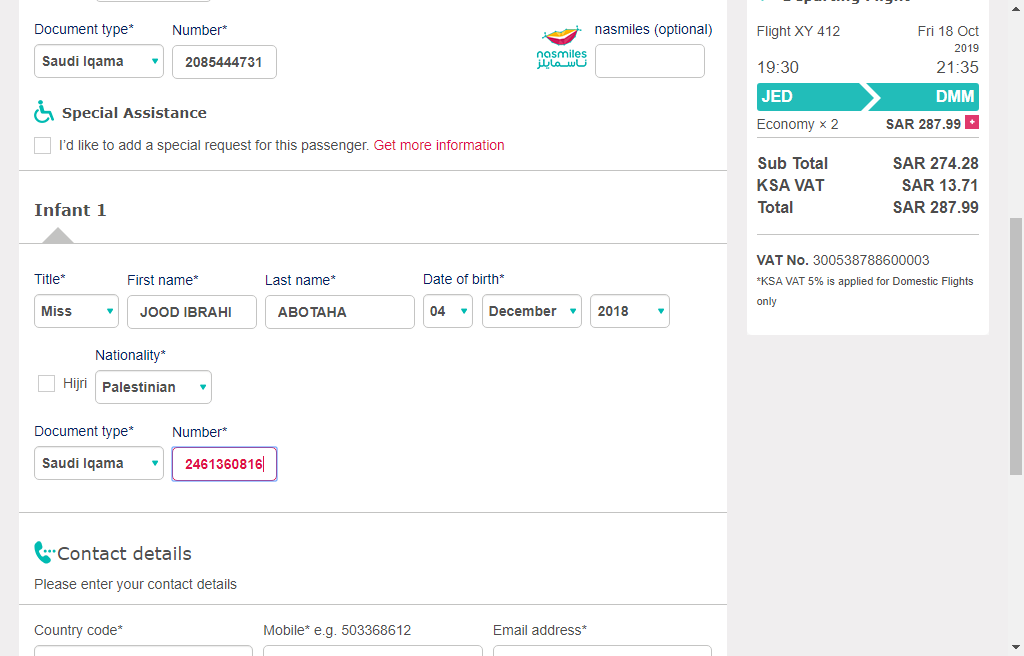 Departing Flight
Document type*
Number*
nasmiles (optional)
Saudi Iqama
2085444731
nasmiles
ناسمايلز
Special Assistance
I'd like to add a special request for this passenger. Get more information
Infant 1
Title*
First name*
Last name*
Date of birth*
Miss
JOOD IBRAHI
ABOTAHA
04
December
2018
Nationality*
Hijri
Palestinian
Document type*
Number*
Saudi Iqama
2461360816
Contact details
Please enter your contact details
Country code*
Mobile* e.g. 503368612
Email address*
Flight XY 412
Fri 18 Oct
2019
19:30
21:35
JED
DMM
Economy × 2
SAR 287.99 +
Sub Total
SAR 274.28
KSA VAT
SAR 13.71
Total
SAR 287.99
VAT No. 300538788600003
*KSA VAT 5% is applied for Domestic Flights
only